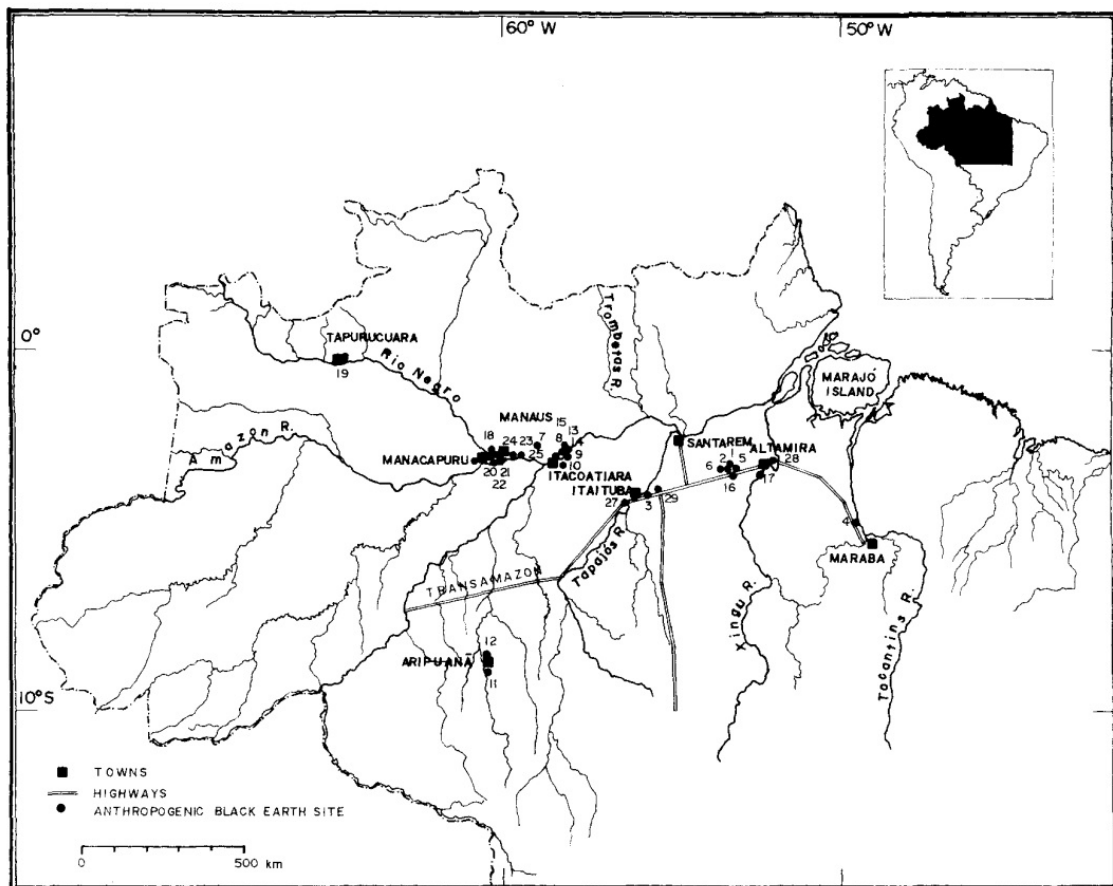 60° W
50° W
0°
TAPURUCUARA
19
Rio Negro
Trombetas R.
MARAJÓ
ISLAND
Amazon R.
MANAUS
15
13
18
24
23
7
8
14
9
25
10
MANACAPURU
20
21
22
ITACOATIARA
SANTAREM
ALTAMIRA
1
2
5
6
16
17
28
ITAITUBA
27
3
29
4
MARABA
TRANSAMAZON
Tapajós R.
Xingu R.
Tocantins R.
12
ARIPUANÃ
11
10°S
TOWNS
HIGHWAYS
ANTHROPOGENIC BLACK EARTH SITE
0
500
km